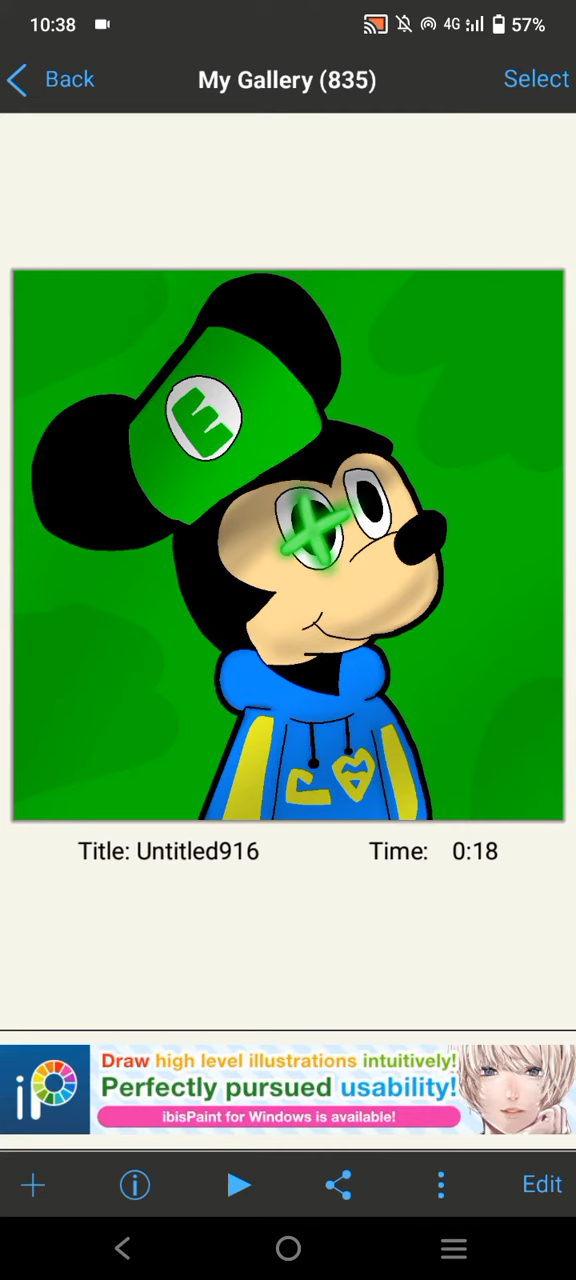 10:38
4G
57%
Back
My Gallery (835)
Select
E
Title: Untitled916
Time: 0:18
iP
Draw high level illustrations intuitively!
Perfectly pursued usability!
ibisPaint for Windows is available!
Edit